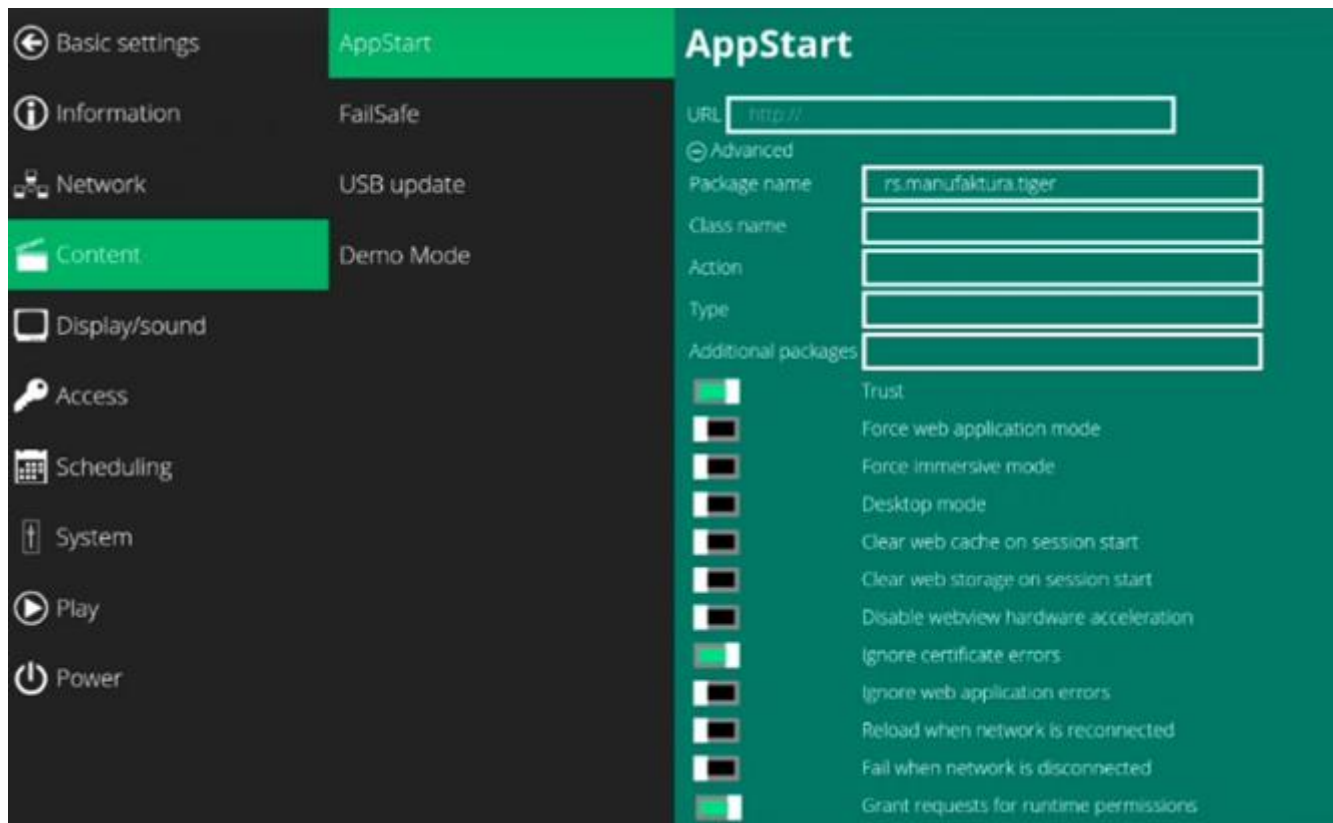 Basic settings
Information
Network
Content
Display/sound
Access
Scheduling
System
Play
Power
AppStart
FailSafe
USB update
Demo Mode
AppStart
URL http://
Advanced
Package name rs.manufaktura.tiger
Class name
Action
Type
Additional packages
Trust
Force web application mode
Force immersive mode
Desktop mode
Clear web cache on session start
Clear web storage on session start
Disable webview hardware acceleration
Ignore certificate errors
Ignore web application errors
Reload when network is reconnected
Fail when network is disconnected
Grant requests for runtime permissions